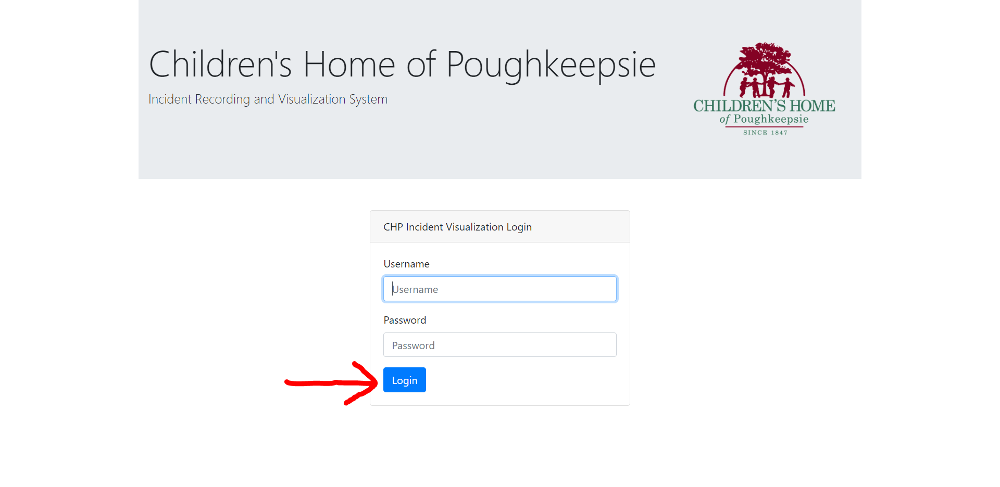 Children's Home of Poughkeepsie
Incident Recording and Visualization System
CHILDREN'S HOME
of Poughkeepsie
SINCE 1847
CHP Incident Visualization Login
Username
Username
Password
Password
Login